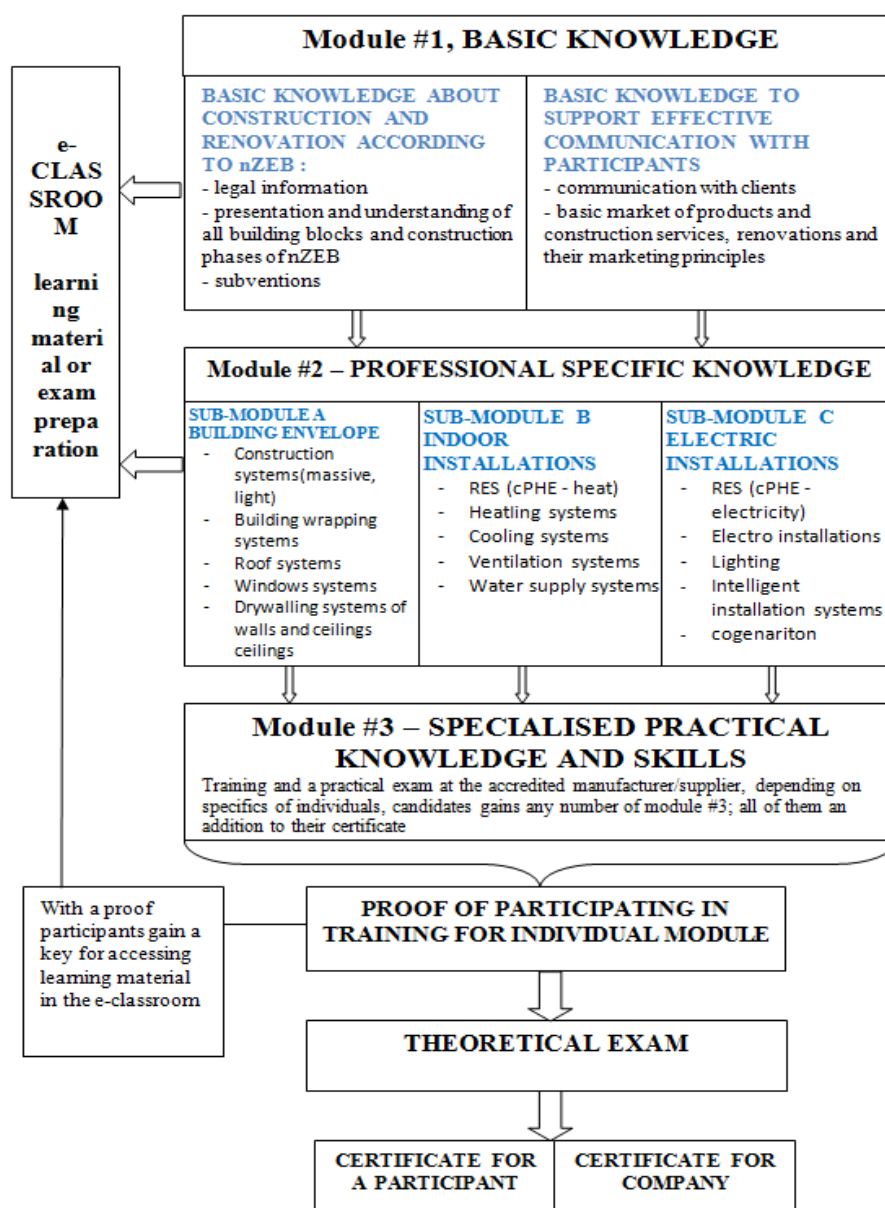 Module #1, BASIC KNOWLEDGE
e-
CLAS
SROO
M
learni
ng
materi
al or
exam
prepa
ration
BASIC KNOWLEDGE ABOUT
CONSTRUCTION AND
RENOVATION ACCORDING
TO nZEB :
- legal information
- presentation and understanding of
all building blocks and construction
phases of nZEB
- subventions
BASIC KNOWLEDGE TO
SUPPORT EFFECTIVE
COMMUNICATION WITH
PARTICIPANTS
- communication with clients
- basic market of products and
construction services, renovations and
their marketing principles
Module #2 – PROFESSIONAL SPECIFIC KNOWLEDGE
SUB-MODULE A
BUILDING ENVELOPE
- Construction
systems(massive,
light)
- Building wrapping
systems
- Roof systems
- Windows systems
- Drywalling systems of
walls and ceilings
ceilings
SUB-MODULE B
INDOOR
INSTALLATIONS
- RES (cPHE - heat)
- Heatling systems
- Cooling systems
- Ventilation systems
- Water supply systems
SUB-MODULE C
ELECTRIC
INSTALLATIONS
- RES (cPHE -
electricity)
- Electro installations
- Lighting
- Intelligent
installation systems
- cogenariton
Module #3 – SPECIALISED PRACTICAL
KNOWLEDGE AND SKILLS
Training and a practical exam at the accredited manufacturer/supplier, depending on
specifics of individuals, candidates gains any number of module #3; all of them an
addition to their certificate
With a proof
participants gain a
key for accessing
learning material
in the e-classroom
PROOF OF PARTICIPATING IN
TRAINING FOR INDIVIDUAL MODULE
THEORETICAL EXAM
CERTIFICATE FOR
A PARTICIPANT
CERTIFICATE FOR
COMPANY